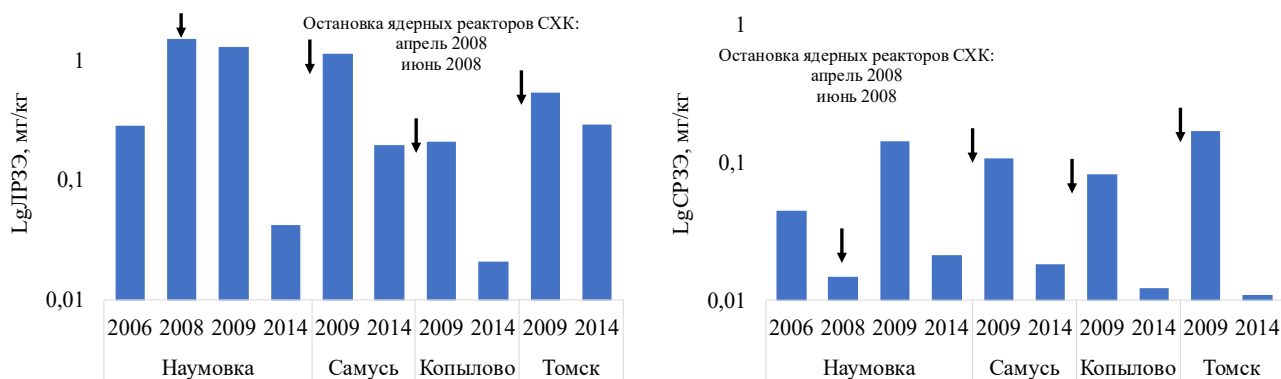 Остановка ядерных реакторов СХК:
апрель 2008
июнь 2008
LgЛРЗЭ, мг/кг
1
0,1
0,01
2006 2008 2009 2014 2009 2014 2009 2014 2009 2014
Наумовка Самусь Копылово Томск
Остановка ядерных реакторов СХК:
апрель 2008
июнь 2008
LgСРЗЭ, мг/кг
1
0,1
0,01
2006 2008 2009 2014 2009 2014 2009 2014 2009 2014
Наумовка Самусь Копылово Томск